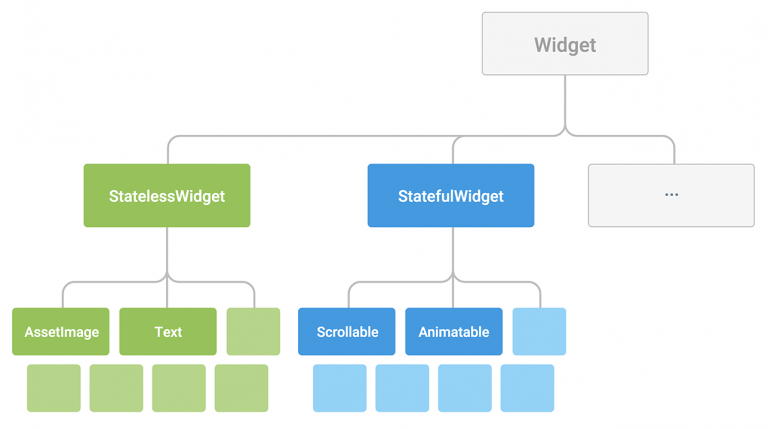 Widget
StatelessWidget
StatefulWidget
...
AssetImage
Text
Scrollable
Animatable